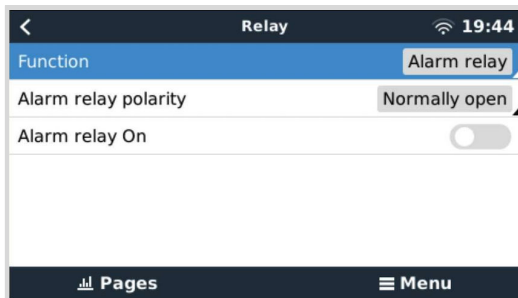 Relay 19:44
Function Alarm relay
Alarm relay polarity Normally open
Alarm relay On
Pages Menu